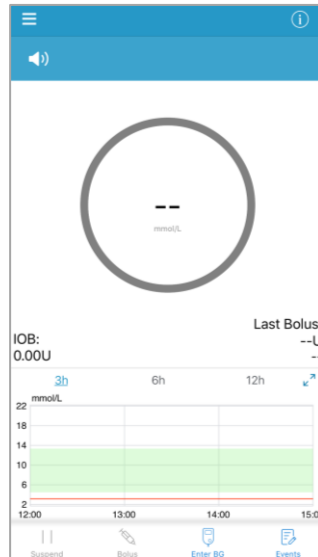 --
mmol/L
Last Bolus
IOB: --U
0.00U --
3h 6h 12h
mmol/L
22
18
14
10
6
2
12:00 13:00 14:00 15:0
Suspend Bolus Enter BG Events